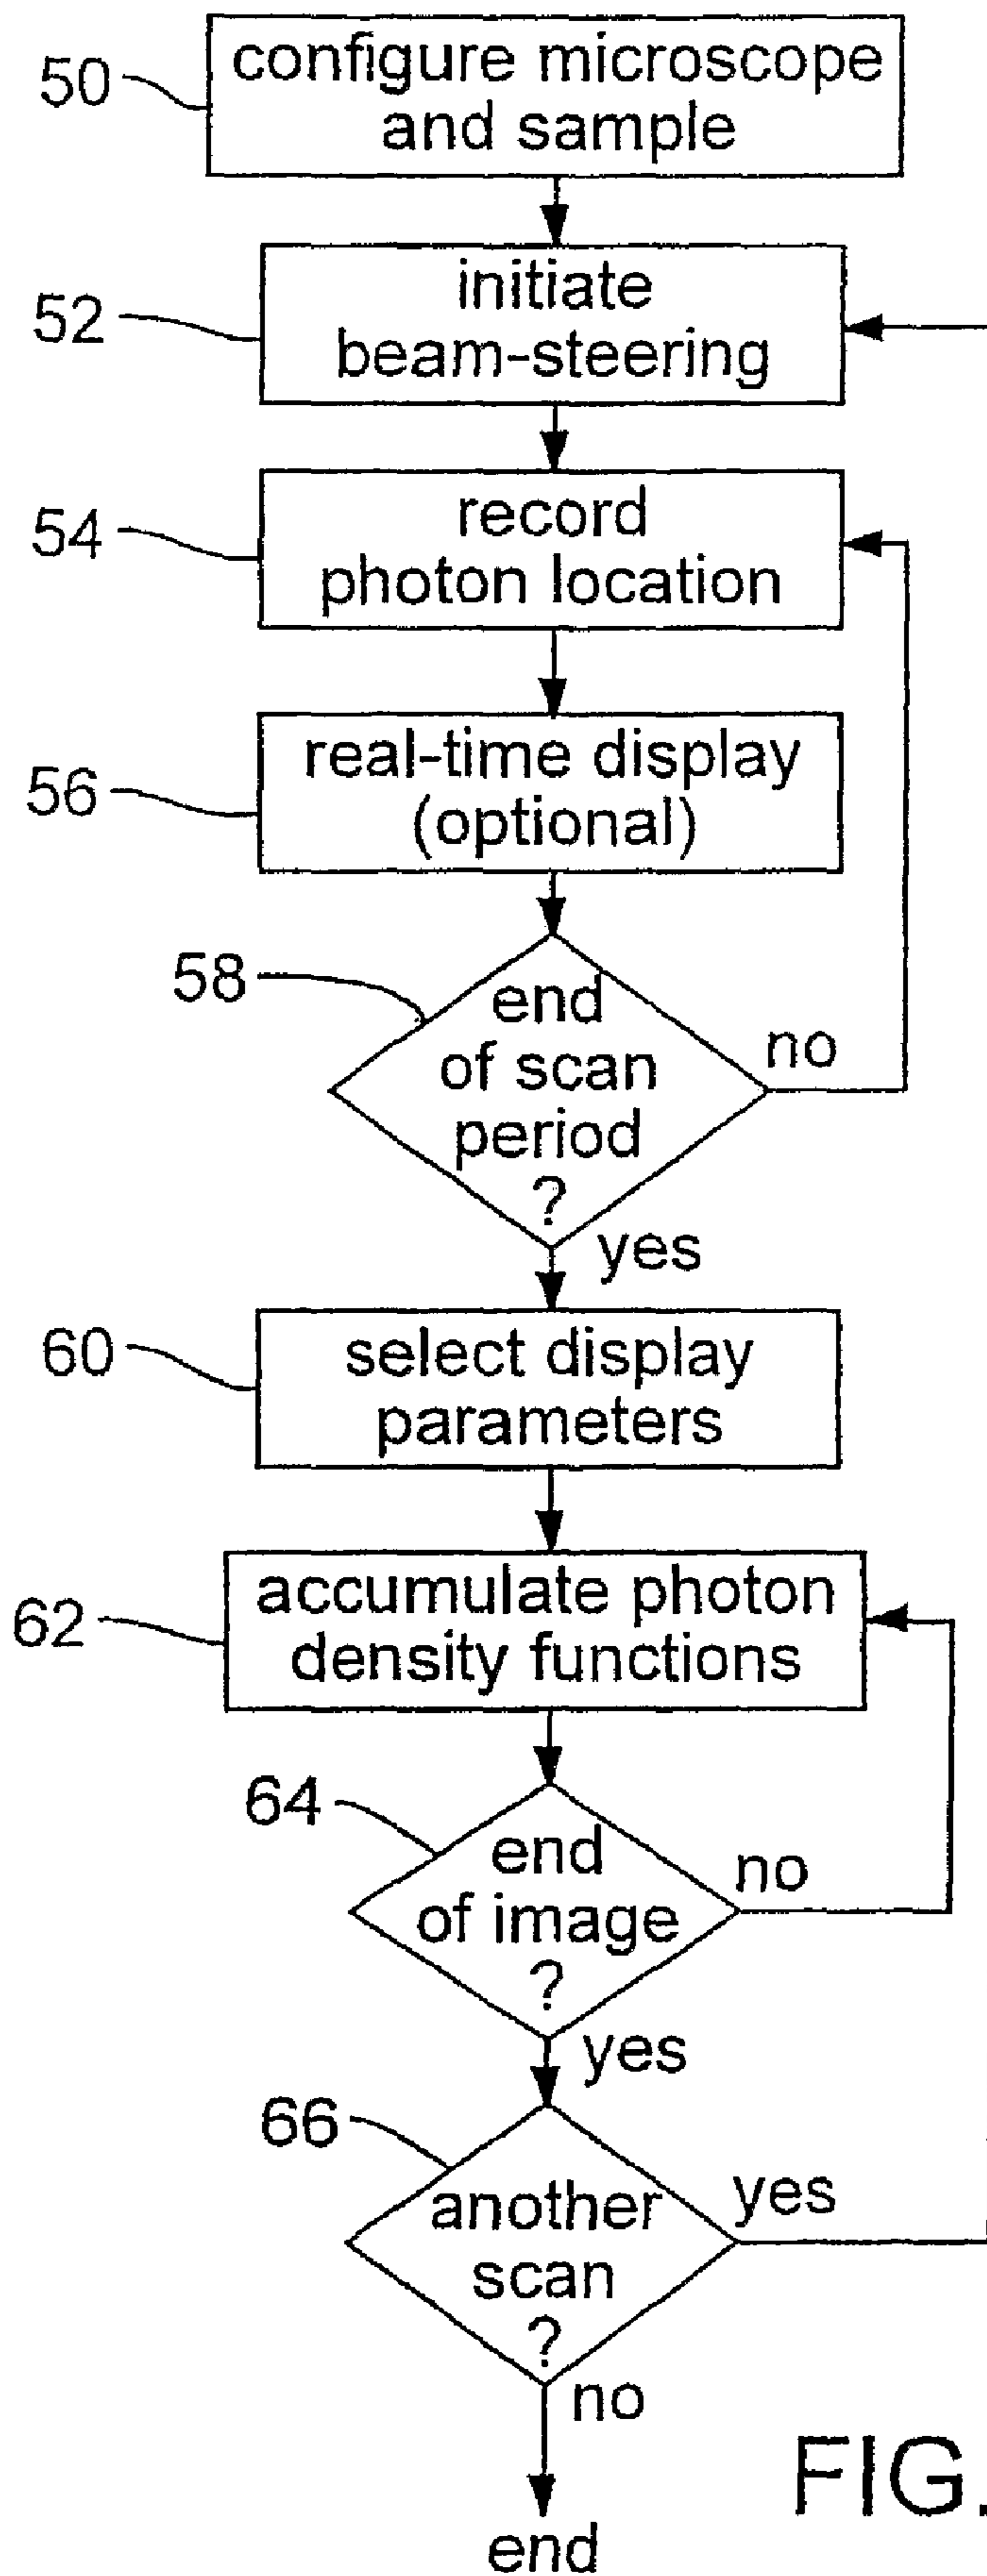 50
configure microscope
and sample
52
initiate
beam-steering
54
record
photon location
56
real-time display
(optional)
58
end
of scan
period
?
no
yes
60
select display
parameters
62
accumulate photon
density functions
64
end
of image
?
no
yes
66
another
scan
?
yes
no
end
FIG.